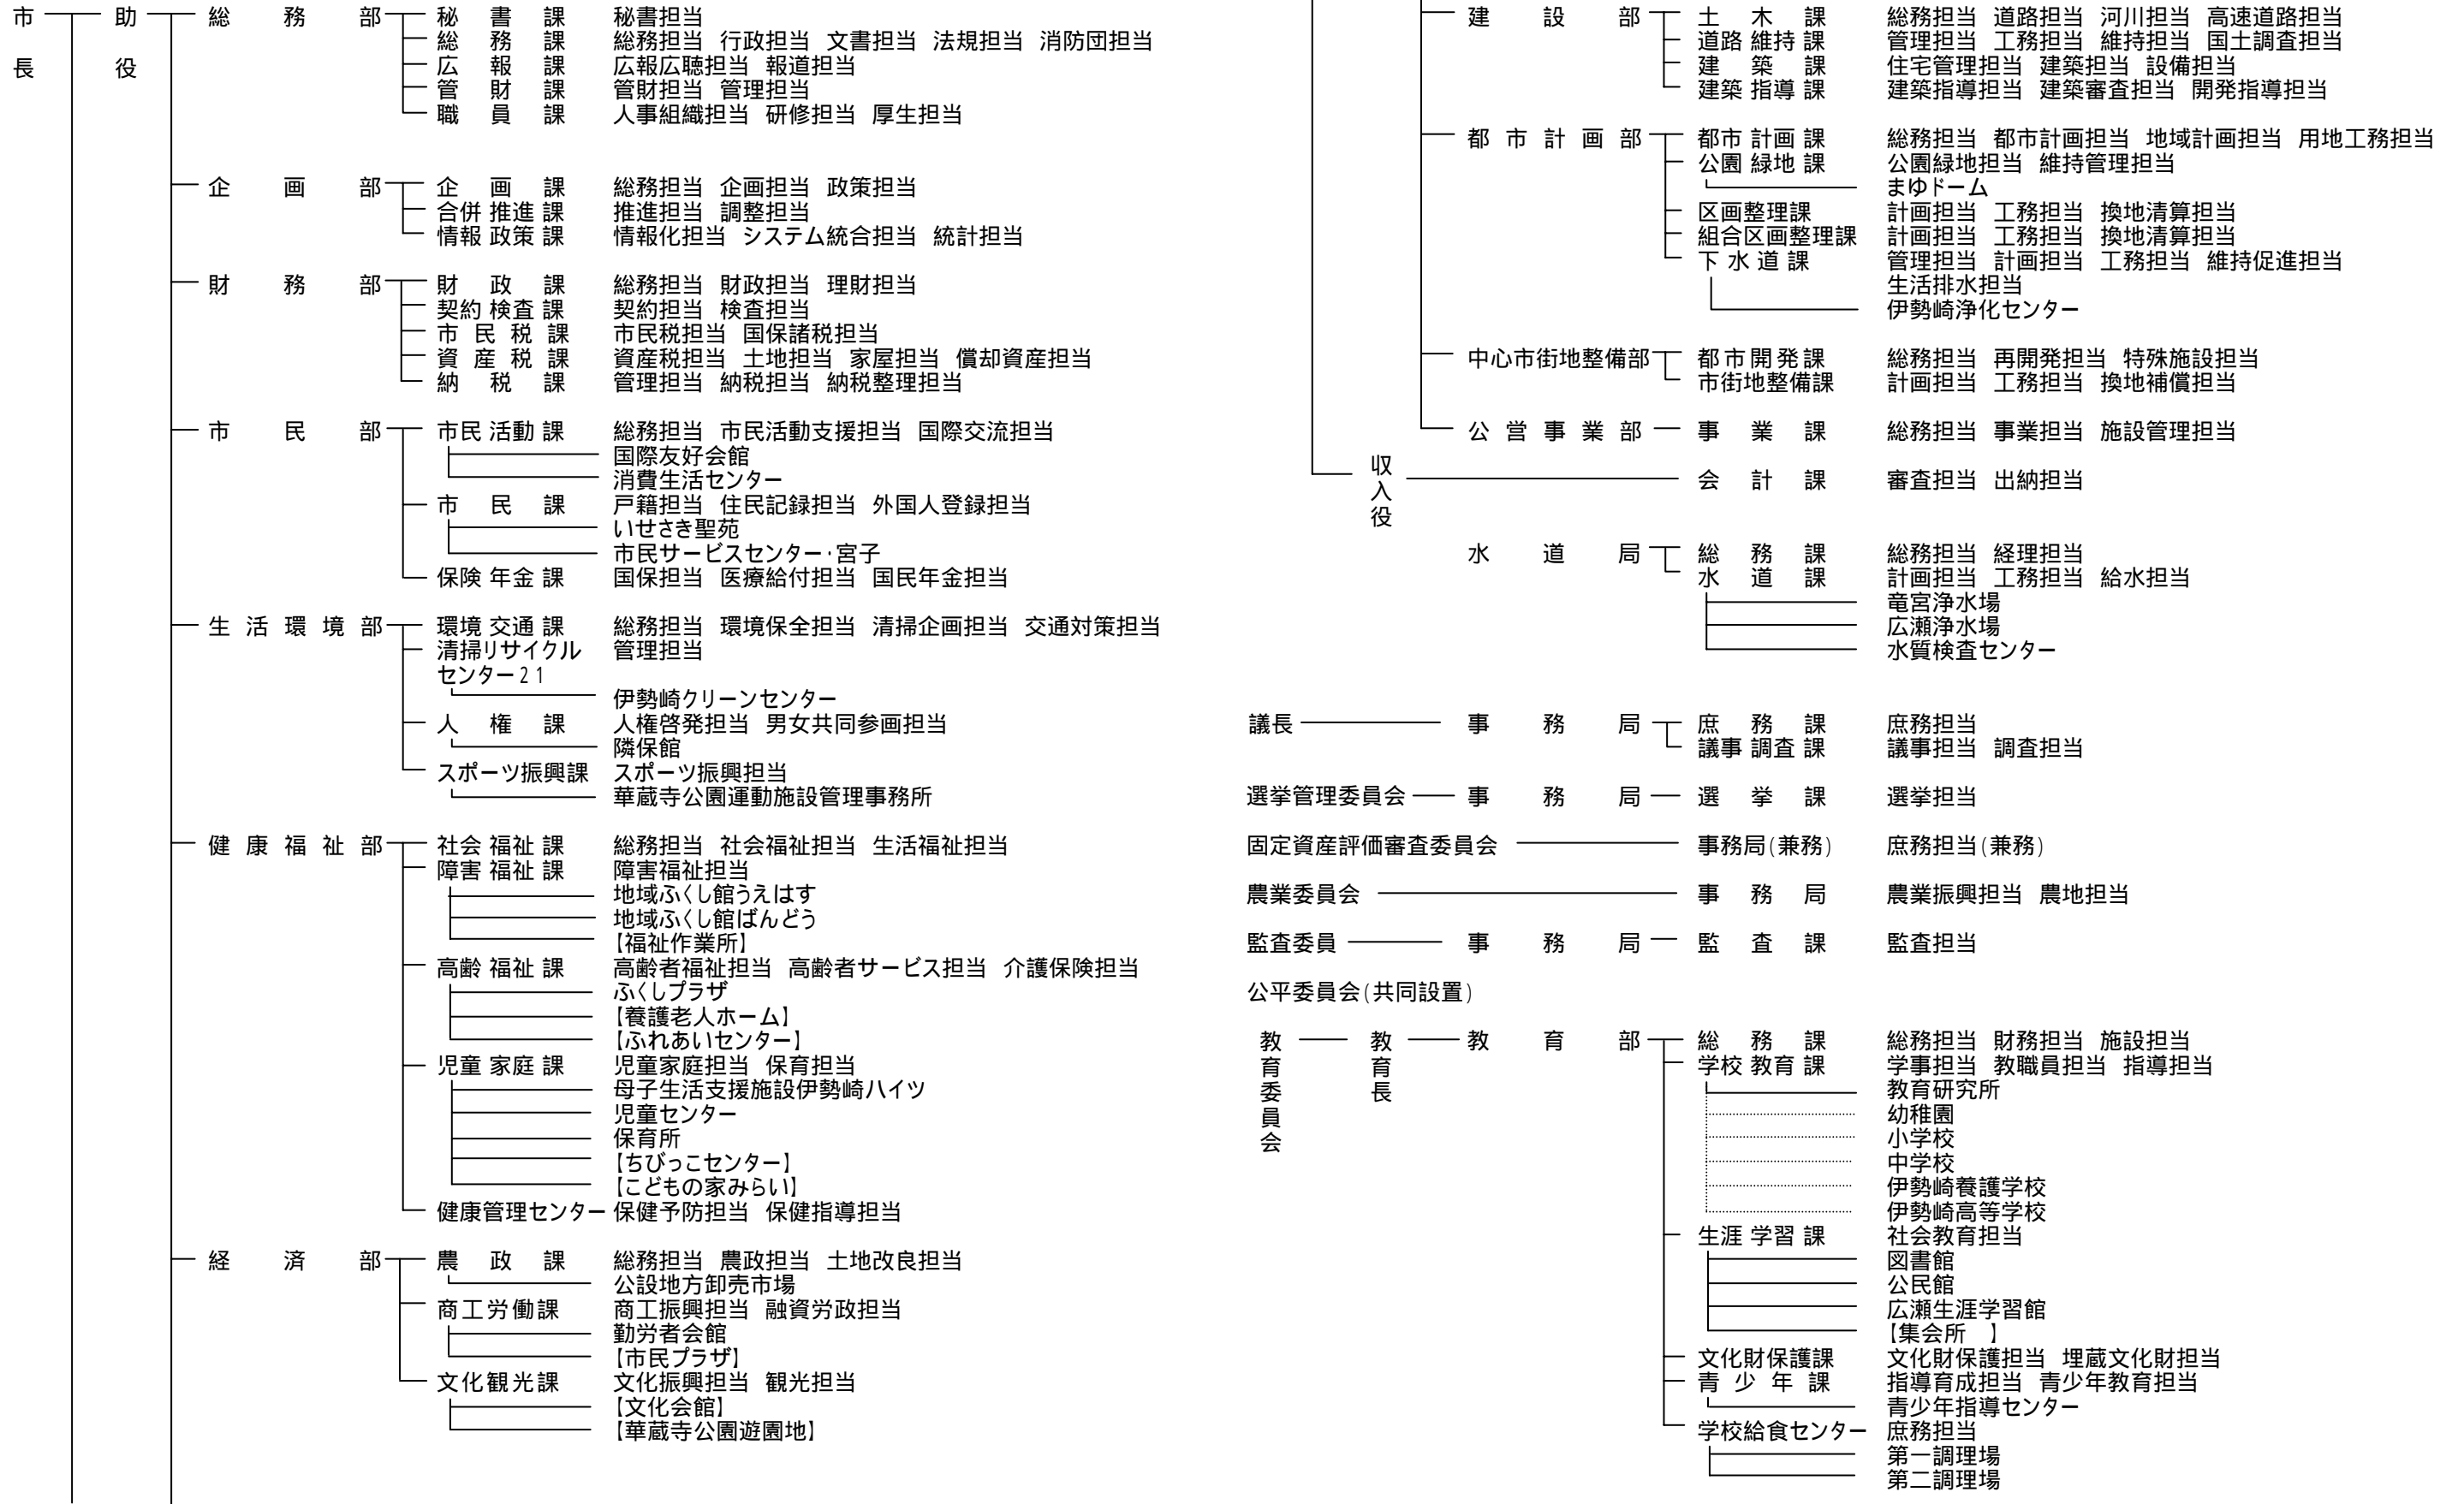 市長 助役 総務部 秘書課 秘書担当
総務課 総務担当 行政担当 文書担当 法規担当 消防団担当
広報課 広報広聴担当 報道担当
管財課 管財担当 管理担当
職員課 人事組織担当 研修担当 厚生担当
企画部 企画課 総務担当 企画担当 政策担当
合併推進課 推進担当 調整担当
情報政策課 情報化担当 システム統合担当 統計担当
財務部 財政課 総務担当 財政担当 理財担当
契約検査課 契約担当 検査担当
市民税課 市民税担当 国保諸税担当
資産税課 資産税担当 土地担当 家屋担当 償却資産担当
納税課 管理担当 納税担当 納税整理担当
市民部 市民活動課 総務担当 市民活動支援担当 国際交流担当
国際友好会館
消費生活センター
市民課 戸籍担当 住民記録担当 外国人登録担当
いせさき聖苑
市民サービスセンター・宮子
保険年金課 国保担当 医療給付担当 国民年金担当
生活環境部 環境交通課 総務担当 環境保全担当 清掃企画担当 交通対策担当
清掃リサイクル 管理担当
センター21
伊勢崎クリーンセンター
人権課 人権啓発担当 男女共同参画担当
隣保館
スポーツ振興課 スポーツ振興担当
華蔵寺公園運動施設管理事務所
健康福祉部 社会福祉課 総務担当 社会福祉担当 生活福祉担当
障害福祉課 障害福祉担当
地域ふくし館うえはす
地域ふくし館ばんどう
【福祉作業所】
高齢福祉課 高齢者福祉担当 高齢者サービス担当 介護保険担当
ふくしプラザ
【養護老人ホーム】
【ふれあいセンター】
児童家庭課 児童家庭担当 保育担当
母子生活支援施設伊勢崎ハイツ
児童センター
保育所
【ちびっこセンター】
【こどもの家みらい】
健康管理センター 保健予防担当 保健指導担当
経済部 農政課 総務担当 農政担当 土地改良担当
公設地方卸売市場
商工労働課 商工振興担当 融資労政担当
勤労者会館
【市民プラザ】
文化観光課 文化振興担当 観光担当
【文化会館】
【華蔵寺公園遊園地】
建設部 土木課 総務担当 道路担当 河川担当 高速道路担当
道路維持課 管理担当 工務担当 維持担当 国土調査担当
建築課 住宅管理担当 建築担当 設備担当
建築指導課 建築指導担当 建築審査担当 開発指導担当
都市計画部 都市計画課 総務担当 都市計画担当 地域計画担当 用地工務担当
公園緑地課 公園緑地担当 維持管理担当
まゆドーム
区画整理課 計画担当 工務担当 換地清算担当
組合区画整理課 計画担当 工務担当 換地清算担当
下水道課 管理担当 計画担当 工務担当 維持促進担当
生活排水担当
伊勢崎浄化センター
中心市街地整備部 都市開発課 総務担当 再開発担当 特殊施設担当
市街地整備課 計画担当 工務担当 換地補償担当
公営事業部 事業課 総務担当 事業担当 施設管理担当
収入役 会計課 審査担当 出納担当
水道局 総務課 総務担当 経理担当
水道課 計画担当 工務担当 給水担当
竜宮浄水場
広瀬浄水場
水質検査センター
議長 事務局 庶務課 庶務担当
議事調査課 議事担当 調査担当
選挙管理委員会 事務局 選挙課 選挙担当
固定資産評価審査委員会 事務局(兼務) 庶務担当(兼務)
農業委員会 事務局 農業振興担当 農地担当
監査委員 事務局 監査課 監査担当
公平委員会(共同設置)
教育委員会 教育長 教育部 総務課 総務担当 財務担当 施設担当
学校教育課 学事担当 教職員担当 指導担当
教育研究所
幼稚園
小学校
中学校
伊勢崎養護学校
伊勢崎高等学校
生涯学習課 社会教育担当
図書館
公民館
広瀬生涯学習館
【集会所 】
文化財保護課 文化財保護担当 埋蔵文化財担当
青少年課 指導育成担当 青少年教育担当
青少年指導センター
学校給食センター 庶務担当
第一調理場
第二調理場